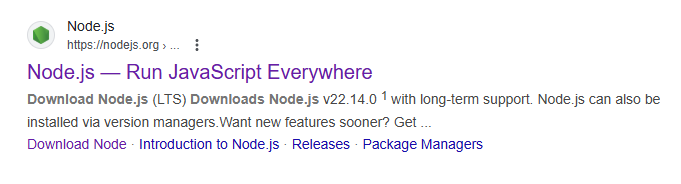 Node.js
https://nodejs.org › ...
Node.js — Run JavaScript Everywhere
Download Node.js (LTS) Downloads Node.js v22.14.0 1 with long-term support. Node.js can also be
installed via version managers.Want new features sooner? Get ...
Download Node · Introduction to Node.js · Releases · Package Managers